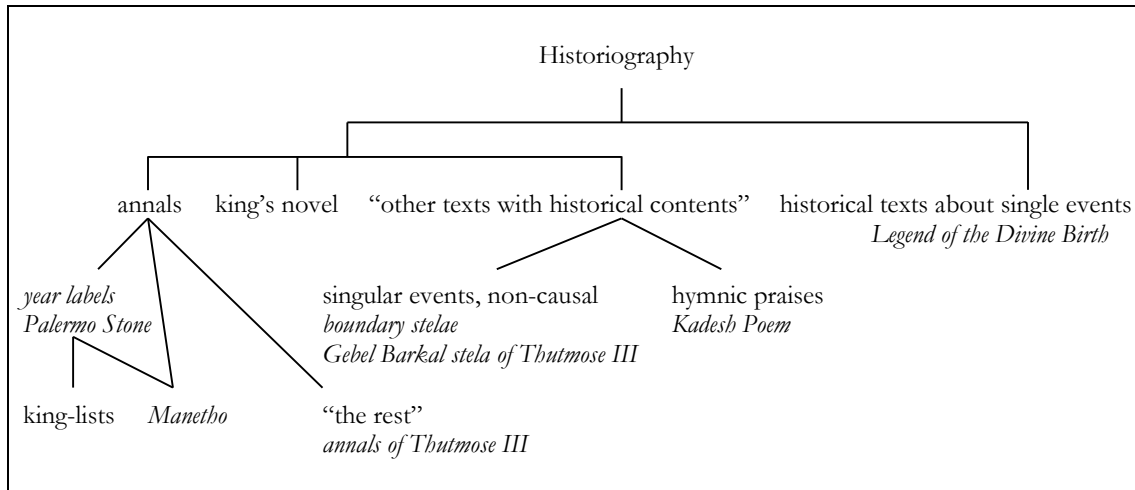 Historiography
annals
king's novel
“other texts with historical contents”
historical texts about single events
Legend of the Divine Birth
year labels
Palermo Stone
singular events, non-causal
boundary stelae
Gebel Barkal stela of Thutmose III
hymnic praises
Kadesh Poem
king-lists
Manetho
“the rest”
annals of Thutmose III